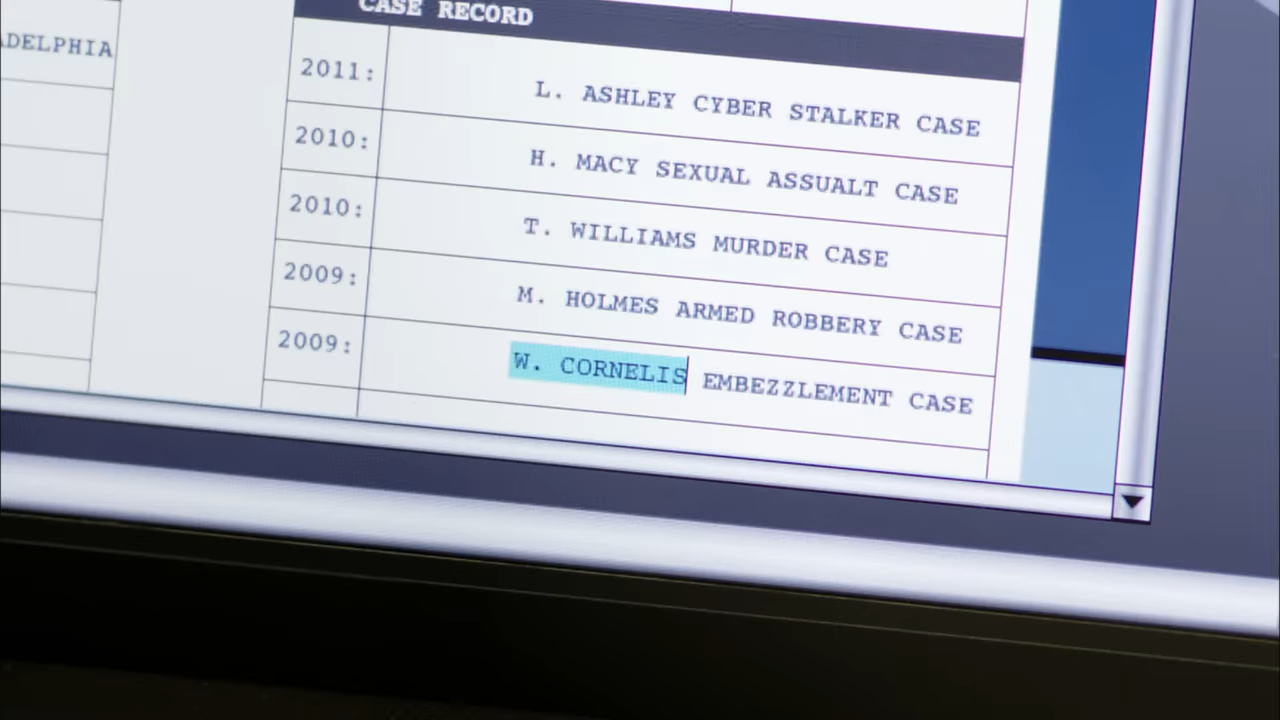 CASE RECORD
ADELPHIA
2011: L. ASHLEY CYBER STALKER CASE
2010: H. MACY SEXUAL ASSUALT CASE
2010: T. WILLIAMS MURDER CASE
2009: M. HOLMES ARMED ROBBERY CASE
2009: W. CORNELIS EMBEZZLEMENT CASE